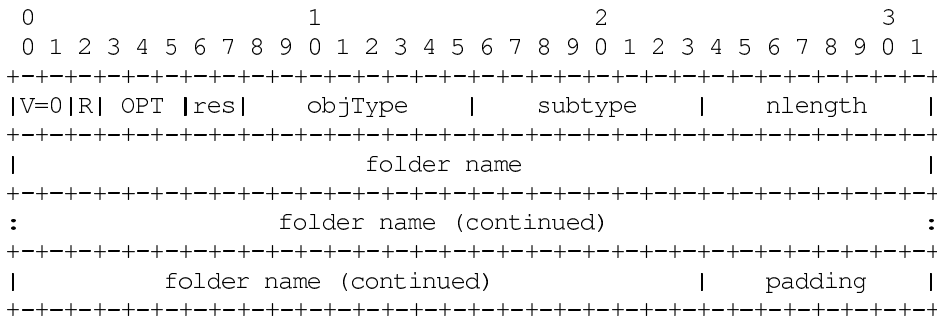 0                   1                   2                   3
0 1 2 3 4 5 6 7 8 9 0 1 2 3 4 5 6 7 8 9 0 1 2 3 4 5 6 7 8 9 0 1
+-+-+-+-+-+-+-+-+-+-+-+-+-+-+-+-+-+-+-+-+-+-+-+-+-+-+-+-+-+-+-+-+
|V=0|R| OPT |res|    objType    |    subtype    |    nlength    |
+-+-+-+-+-+-+-+-+-+-+-+-+-+-+-+-+-+-+-+-+-+-+-+-+-+-+-+-+-+-+-+-+
|                        folder name                            |
+-+-+-+-+-+-+-+-+-+-+-+-+-+-+-+-+-+-+-+-+-+-+-+-+-+-+-+-+-+-+-+-+
:                  folder name (continued)                      :
+-+-+-+-+-+-+-+-+-+-+-+-+-+-+-+-+-+-+-+-+-+-+-+-+-+-+-+-+-+-+-+-+
|          folder name (continued)              |    padding    |
+-+-+-+-+-+-+-+-+-+-+-+-+-+-+-+-+-+-+-+-+-+-+-+-+-+-+-+-+-+-+-+-+